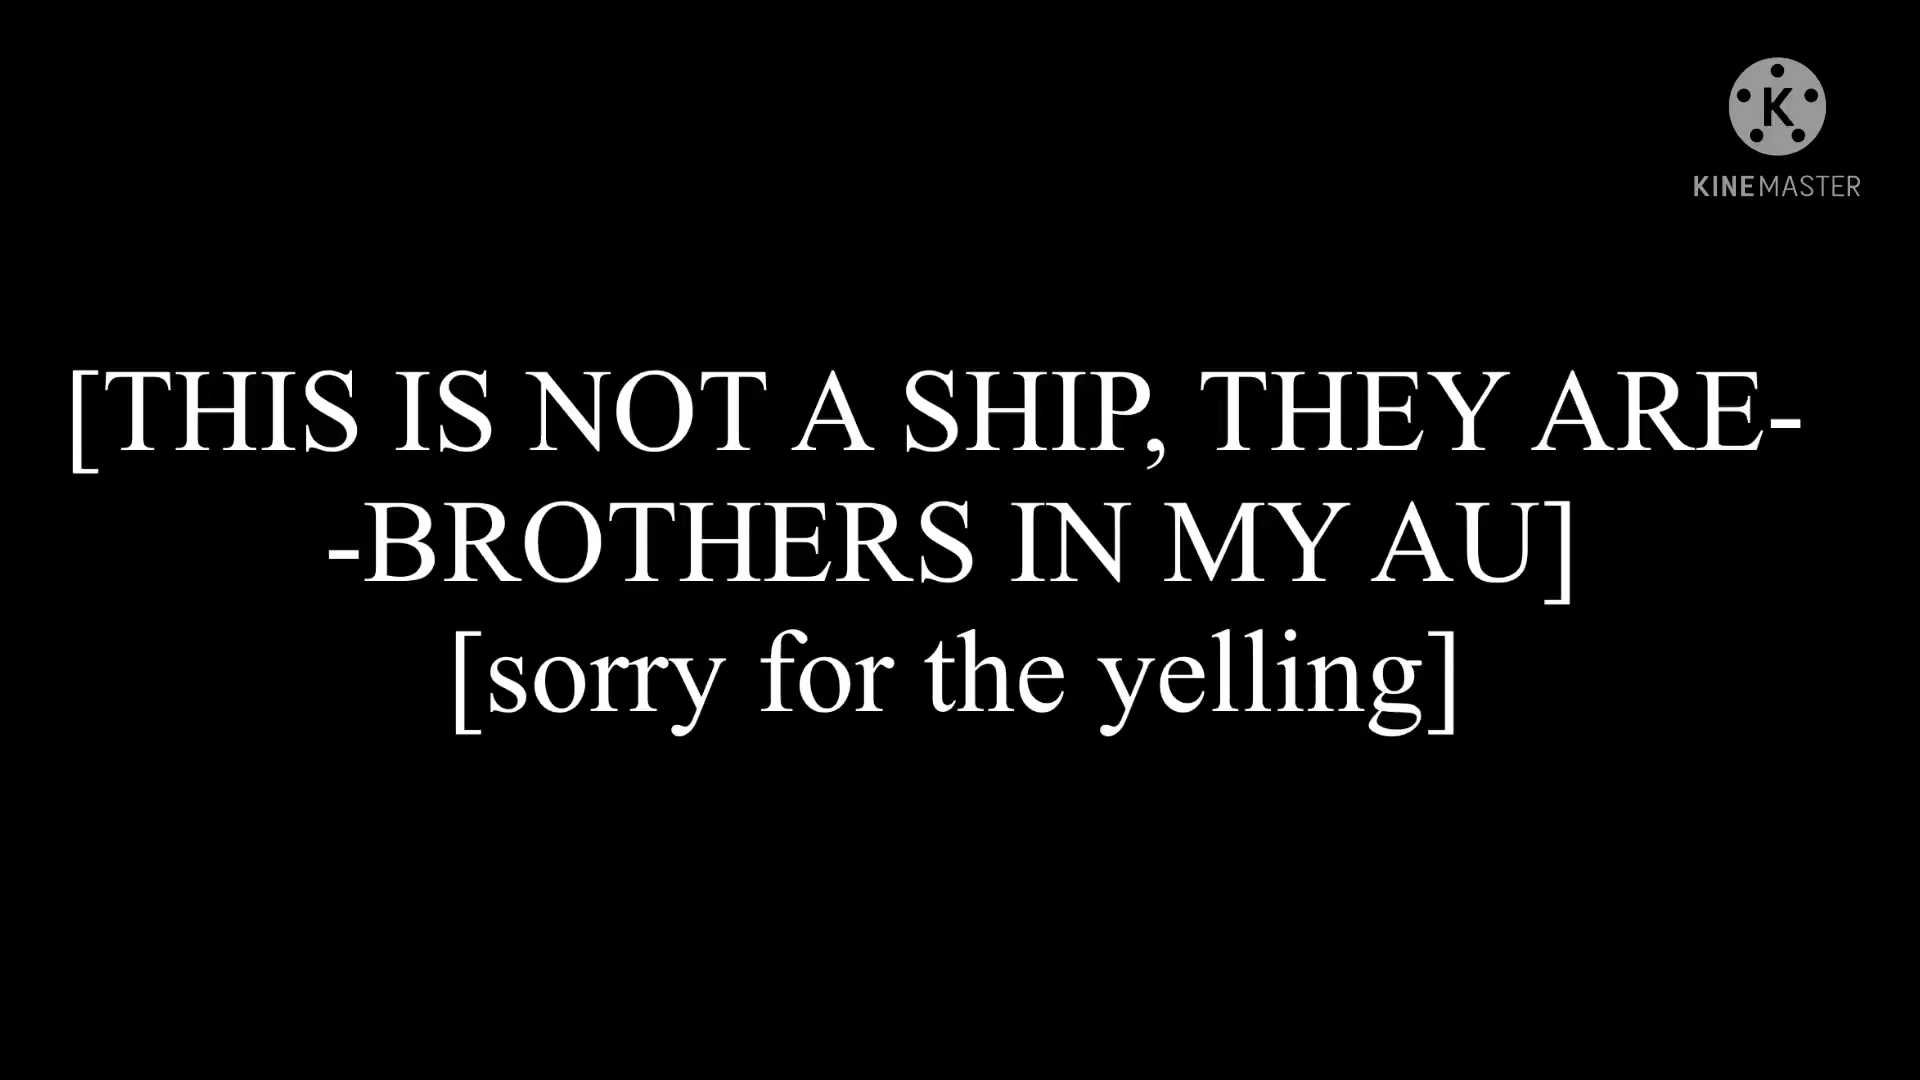 K
KINEMASTER
[THIS IS NOT A SHIP, THEY ARE-
-BROTHERS IN MY AU]
[sorry for the yelling]